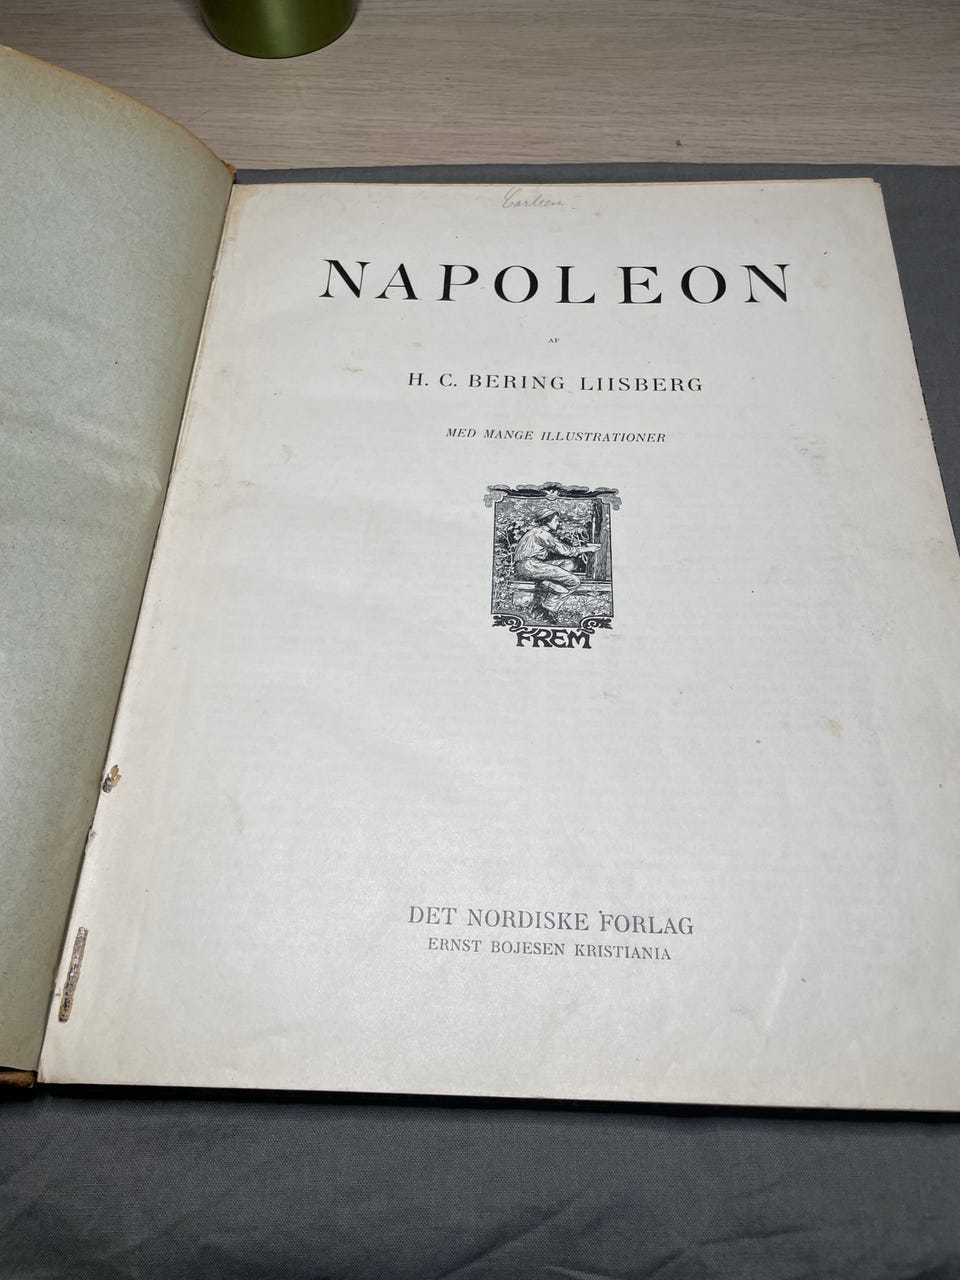 NAPOLEON
AF
H. C. BERING LIISBERG
MED MANGE ILLUSTRATIONER
FREM
DET NORDISKE FORLAG
ERNST BOJESEN KRISTIANIA